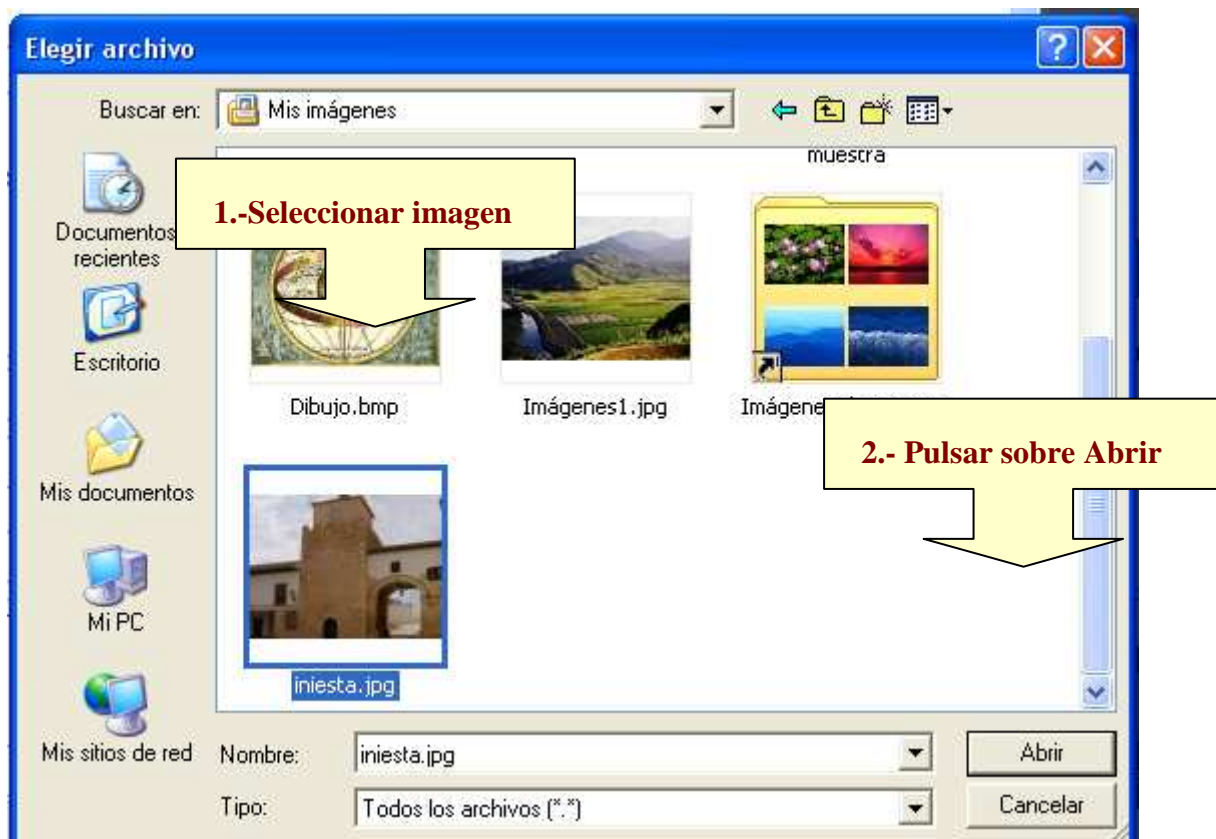 Elegir archivo
Buscar en:
Mis imágenes
muestra
1.-Seleccionar imagen
Documentos
recientes
Escritorio
Dibujo.bmp
Imágenes1.jpg
2.- Pulsar sobre Abrir
Mis documentos
Mi PC
iniesta.jpg
Mis sitios de red
Nombre:
iniesta.jpg
Abrir
Tipo:
Todos los archivos (*.*)
Cancelar